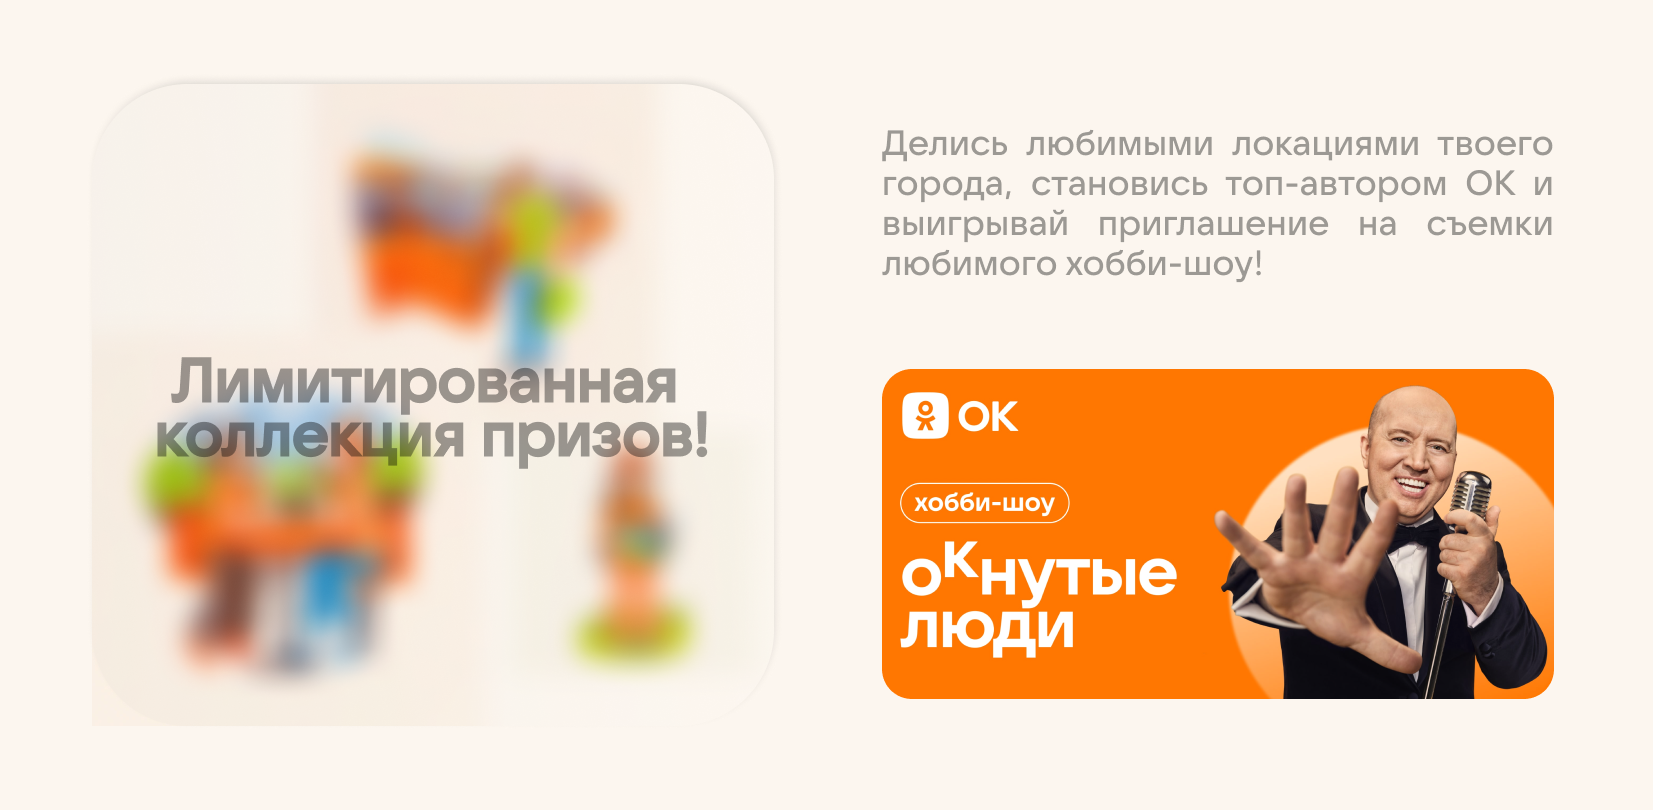 Лимитированная
коллекция призов!
Делись любимыми локациями твоего
города, становись топ-автором ОК и
выигрывай приглашение на съемки
любимого хобби-шоу!
ОК
хобби-шоу
оКнутые
люди